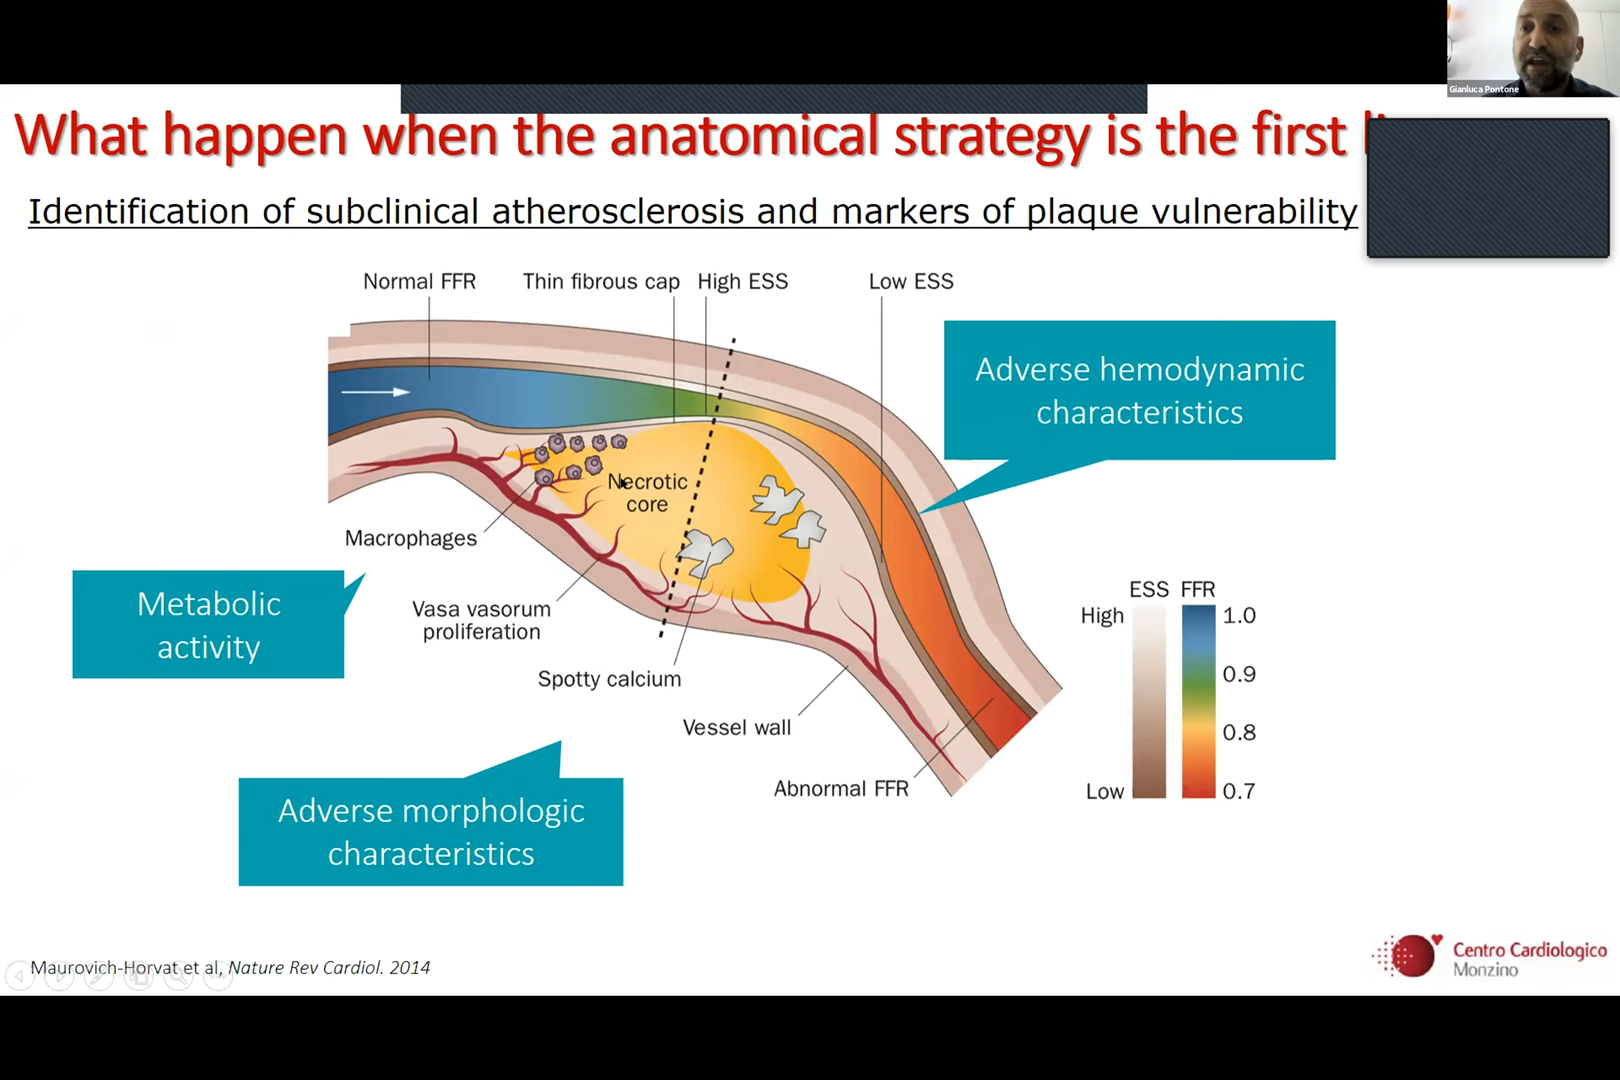 Gianluca Pontone
What happen when the anatomical strategy is the first
Identification of subclinical atherosclerosis and markers of plaque vulnerability
Normal FFR
Thin fibrous cap
High ESS
Low ESS
Adverse hemodynamic
characteristics
Necrotic
core
Macrophages
Metabolic
activity
Vasa vasorum
proliferation
Spotty calcium
Vessel wall
Abnormal FFR
ESS FFR
High
1.0
0.9
0.8
Low
0.7
Adverse morphologic
characteristics
Maurovich-Horvat et al, Nature Rev Cardiol. 2014
Centro Cardiologico
Monzino